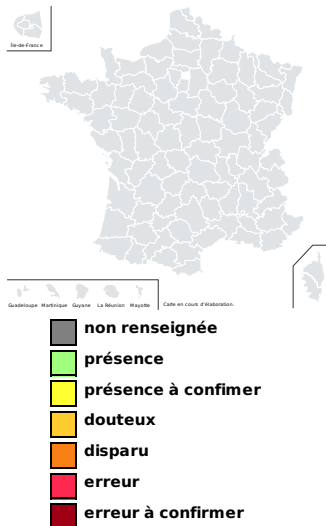 Île-de-France
Guadeloupe Martinique Guyane La Réunion Mayotte Carte en cours d'élaboration.
non renseignée
présence
présence à confimer
douteux
disparu
erreur
erreur à confirmer